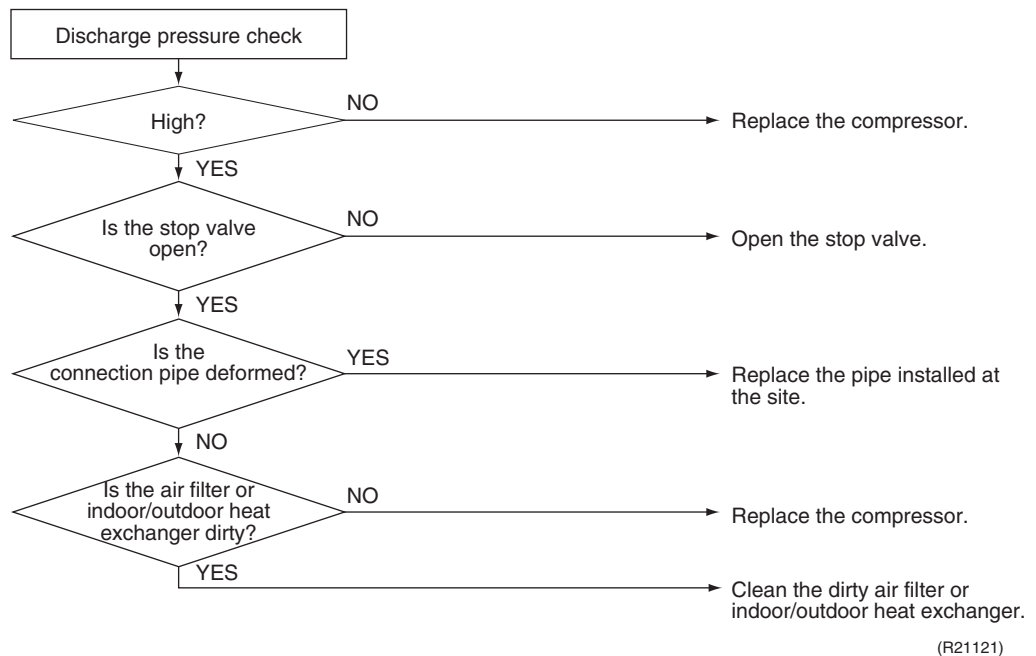 Discharge pressure check
High?
NO
Replace the compressor.
YES
Is the stop valve
open?
NO
Open the stop valve.
YES
Is the
connection pipe deformed?
YES
Replace the pipe installed at
the site.
NO
Is the air filter or
indoor/outdoor heat
exchanger dirty?
NO
Replace the compressor.
YES
Clean the dirty air filter or
indoor/outdoor heat exchanger.
(R21121)